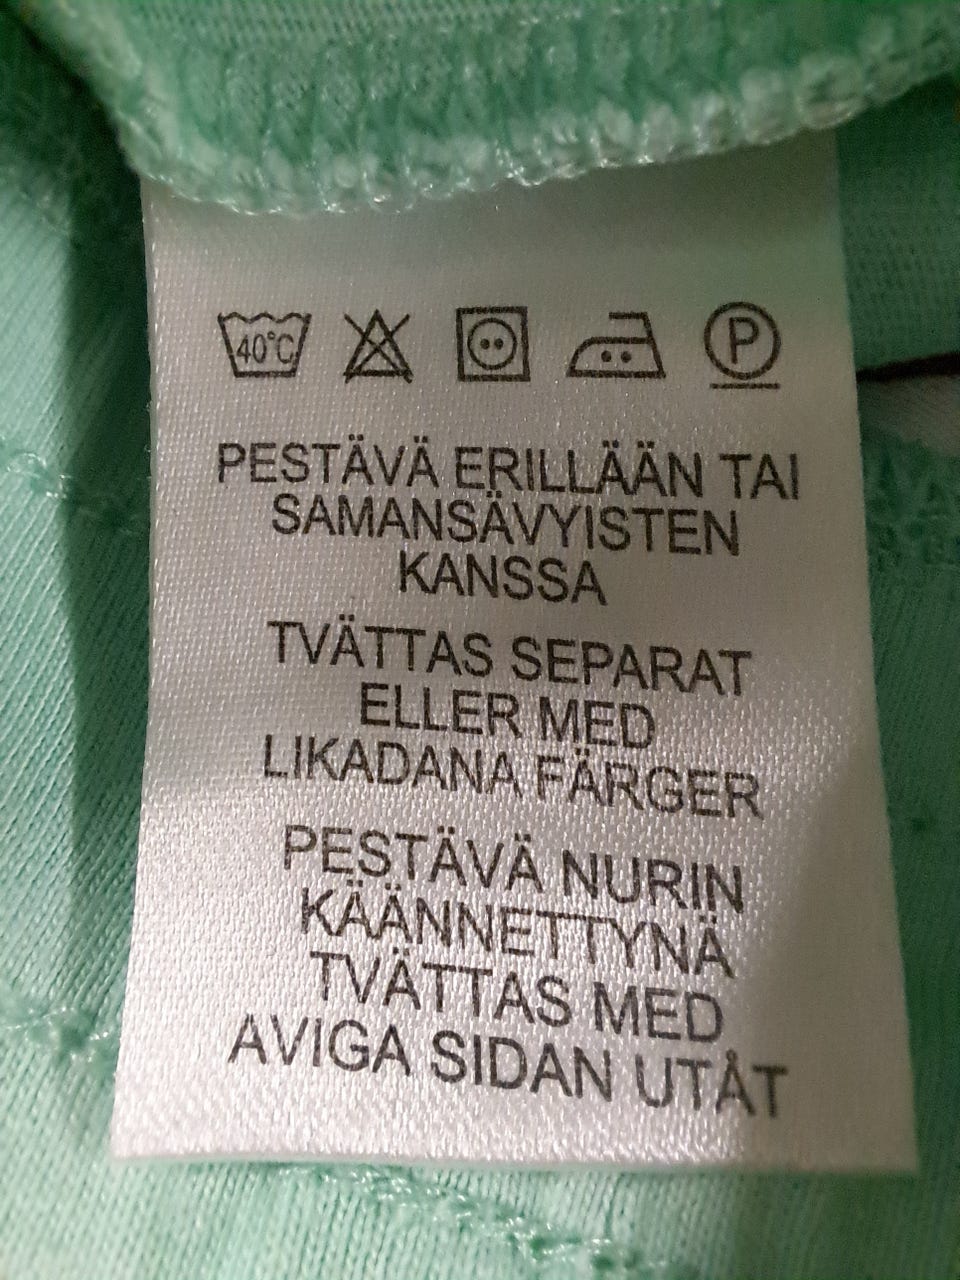 40°C P
PESTÄVÄ ERILLÄÄN TAI
SAMANSÄVYISTEN
KANSSA
TVÄTTAS SEPARAT
ELLER MED
LIKADANA FÄRGER
PESTÄVÄ NURIN
KÄÄNNETTYNÄ
TVÄTTAS MED
AVIGA SIDAN UTÅT